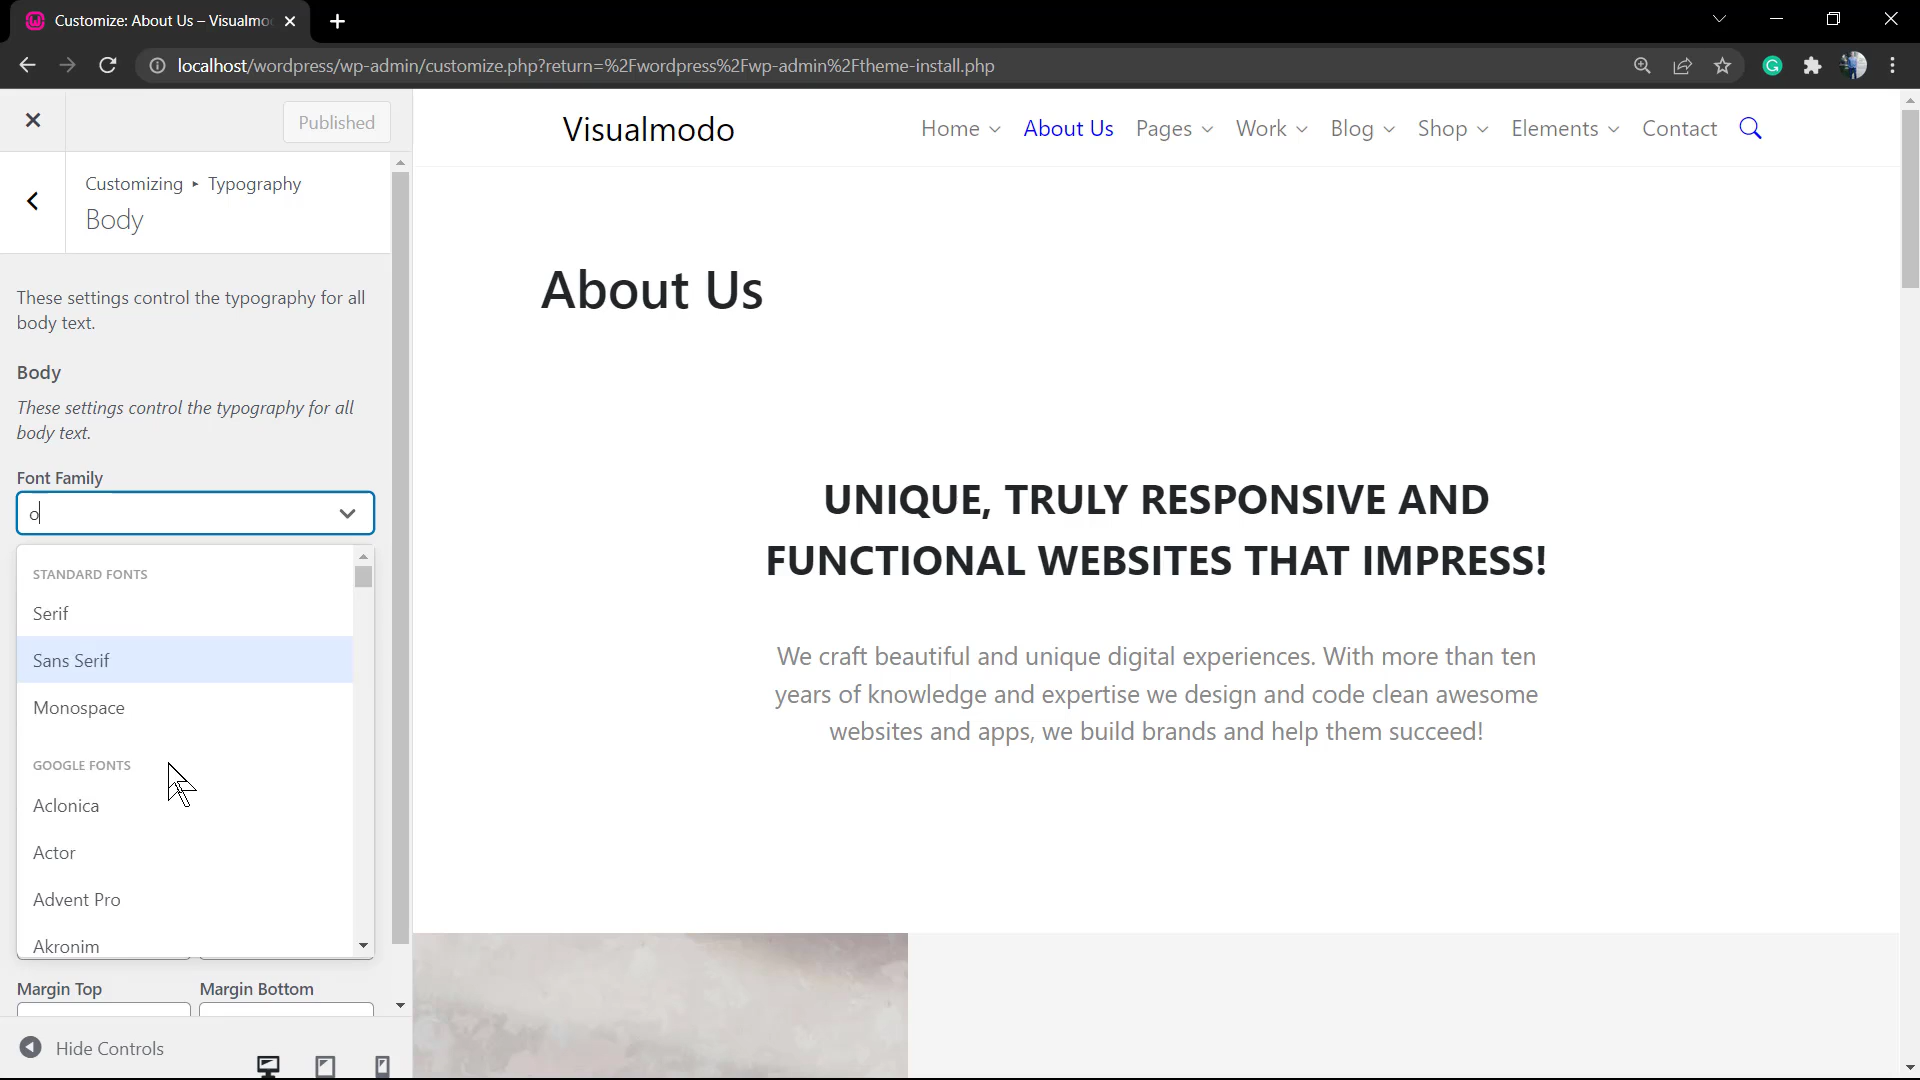 Customize: About Us – Visualmo
localhost/wordpress/wp-admin/customize.php?return=%2Fwordpress%2Fwp-admin%2Ftheme-install.php
Published
Customizing ▸ Typography
Body
These settings control the typography for all
body text.
Body
These settings control the typography for all
body text.
Font Family
o
STANDARD FONTS
Serif
Sans Serif
Monospace
GOOGLE FONTS
Aclonica
Actor
Advent Pro
Akronim
Margin Top Margin Bottom
Hide Controls
Visualmodo
Home About Us Pages Work Blog Shop Elements Contact
About Us
UNIQUE, TRULY RESPONSIVE AND
FUNCTIONAL WEBSITES THAT IMPRESS!
We craft beautiful and unique digital experiences. With more than ten
years of knowledge and expertise we design and code clean awesome
websites and apps, we build brands and help them succeed!